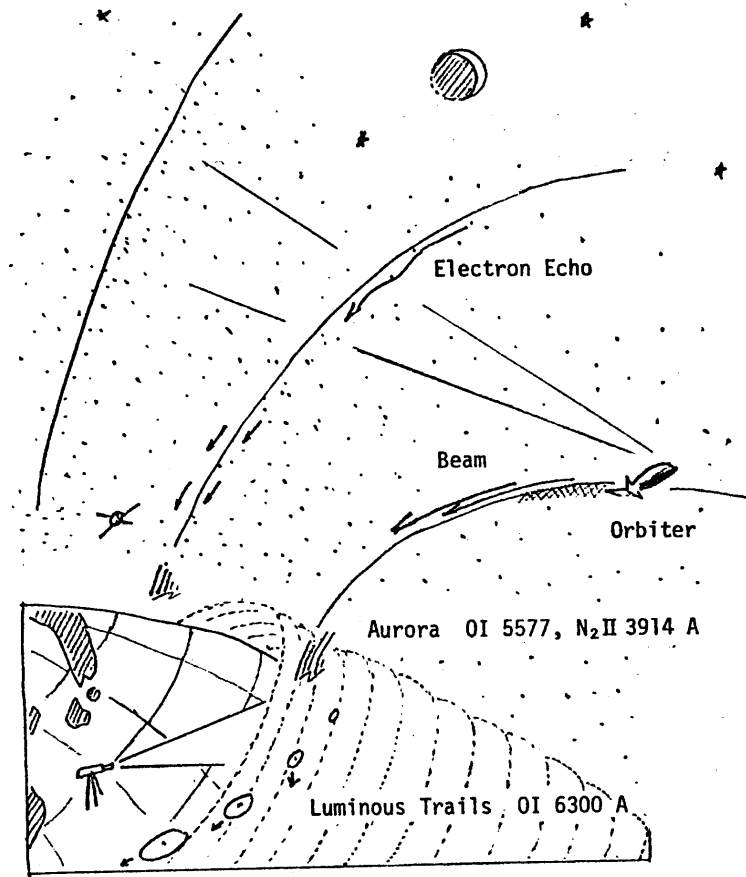 Electron Echo
Beam
Orbiter
Aurora OI 5577, N₂II 3914 A
Luminous Trails OI 6300 A